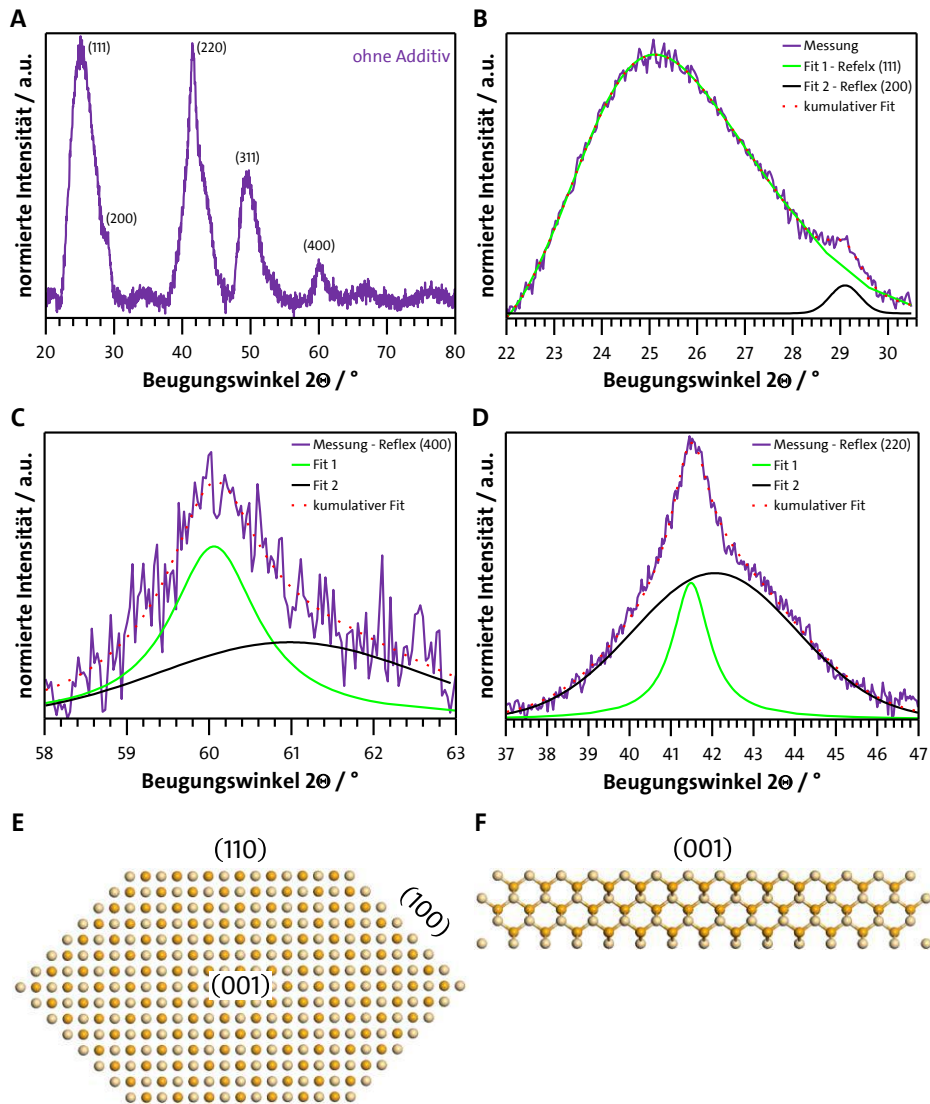 A
ohne Additiv
(111)
(200)
(220)
(311)
(400)
normierte Intensität / a.u.
20 30 40 50 60 70 80
Beugungswinkel 2Θ / °
B
Messung
Fit 1 - Refelx (111)
Fit 2 - Reflex (200)
kumulativer Fit
normierte Intensität / a.u.
22 23 24 25 26 27 28 29 30
Beugungswinkel 2Θ / °
C
Messung - Reflex (400)
Fit 1
Fit 2
kumulativer Fit
normierte Intensität / a.u.
58 59 60 61 62 63
Beugungswinkel 2Θ / °
D
Messung - Reflex (220)
Fit 1
Fit 2
kumulativer Fit
normierte Intensität / a.u.
37 38 39 40 41 42 43 44 45 46 47
Beugungswinkel 2Θ / °
E
(110)
(100)
(001)
F
(001)